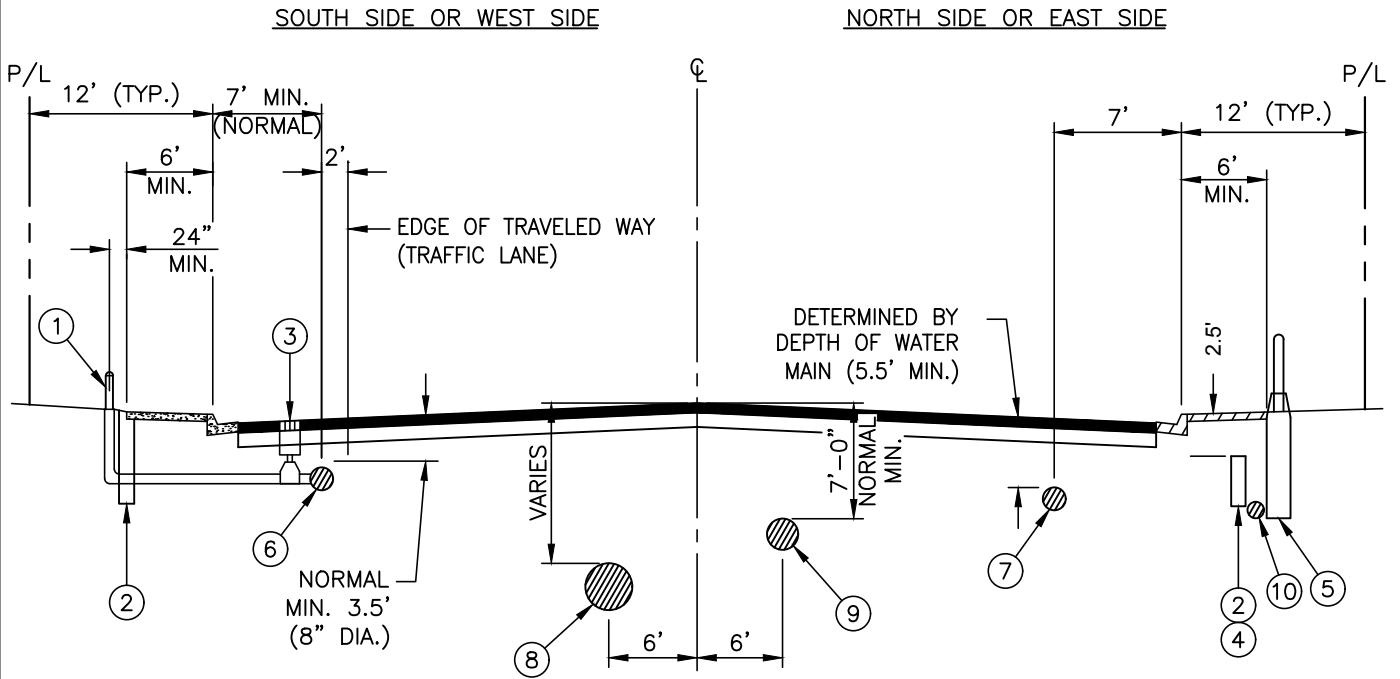 SOUTH SIDE OR WEST SIDE
NORTH SIDE OR EAST SIDE
P/L
℄
P/L
12' (TYP.)
7' MIN.
(NORMAL)
7'
12' (TYP.)
6'
MIN.
2'
6'
MIN.
24"
MIN.
EDGE OF TRAVELED WAY
(TRAFFIC LANE)
1
3
DETERMINED BY
DEPTH OF WATER
MAIN (5.5' MIN.)
2.5'
VARIES
7'-0"
NORMAL
MIN.
6
7
2
NORMAL
MIN. 3.5'
(8" DIA.)
8
6'
6'
9
2
4
10
5